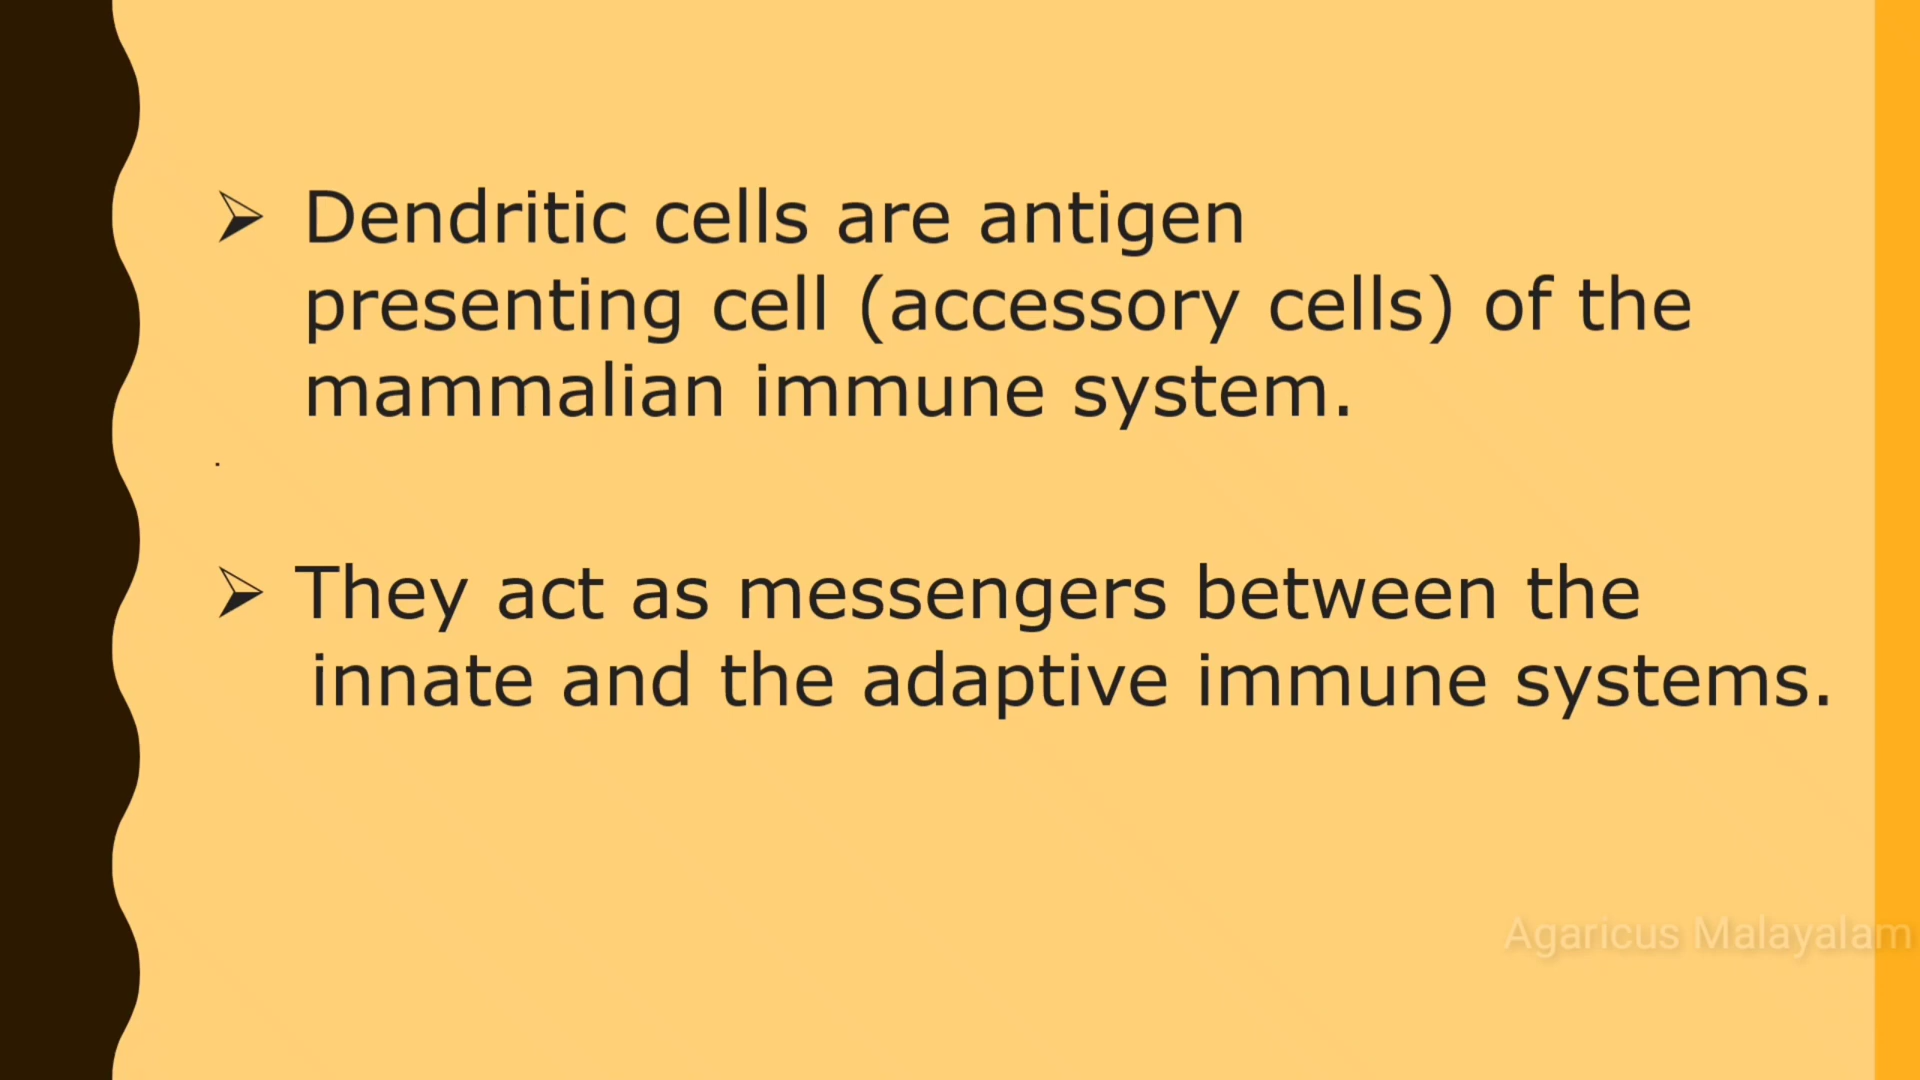 ➢ Dendritic cells are antigen
presenting cell (accessory cells) of the
mammalian immune system.
➢ They act as messengers between the
innate and the adaptive immune systems.
Agaricus Malayalam